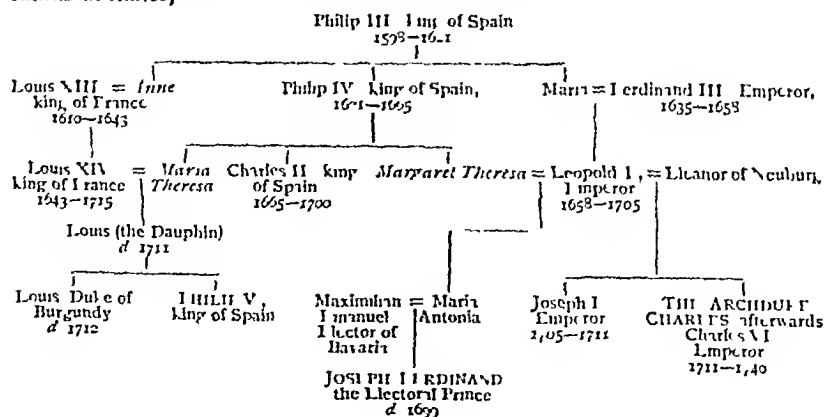 Philip III king of Spain
1598–1621
Louis XIII = Anne
king of France
1610–1643
Philip IV king of Spain,
1621–1665
Maria = Ferdinand III Emperor,
1635–1658
Louis XIV = Maria
king of France Theresa
1643–1715
Charles II king
of Spain
1665–1700
Margaret Theresa = Leopold I, = Eleanor of Neuburg,
Emperor
1658–1705
Louis (the Dauphin)
d 1711
Louis Duke of
Burgundy
d 1712
PHILIP V,
king of Spain
Maximilian = Maria
Emanuel Antonia
Elector of
Bavaria
Joseph I
Emperor
1705–1711
THE ARCHDUKE
CHARLES afterwards
Charles VI
Emperor
1711–1740
JOSEPH FERDINAND
the Electoral Prince
d 1699